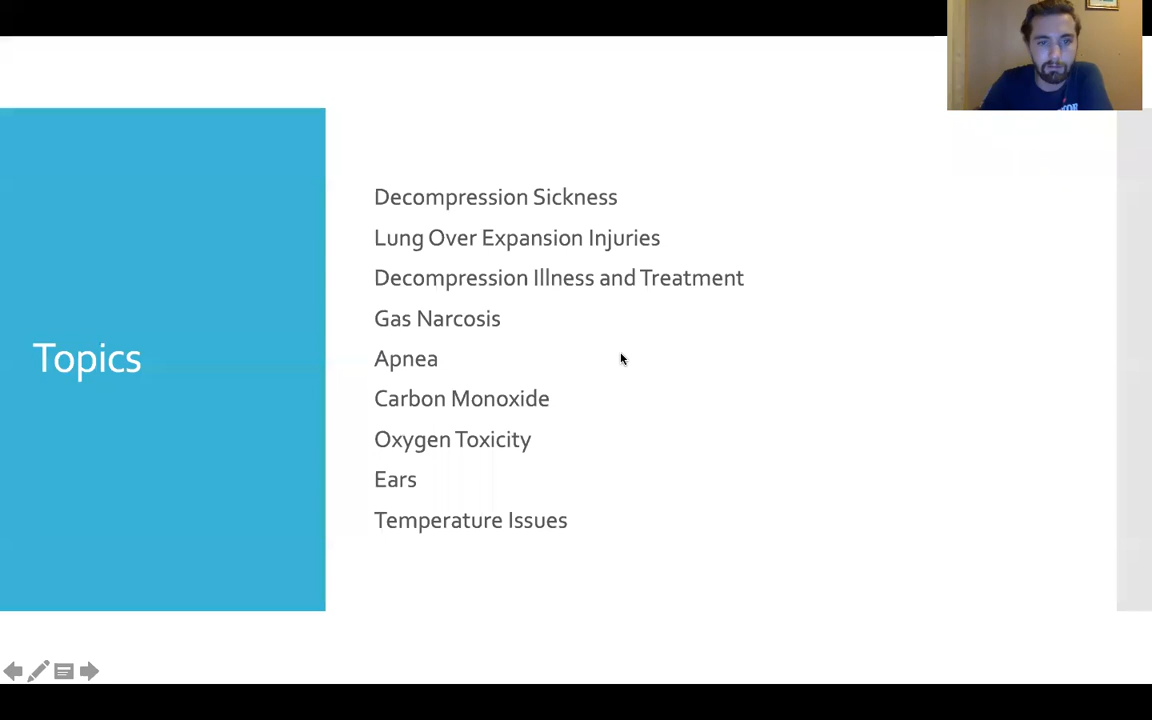 Topics
Decompression Sickness
Lung Over Expansion Injuries
Decompression Illness and Treatment
Gas Narcosis
Apnea
Carbon Monoxide
Oxygen Toxicity
Ears
Temperature Issues